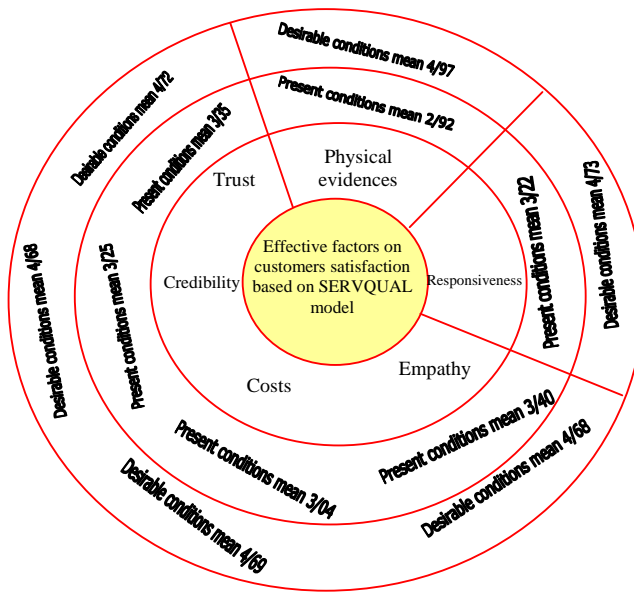 Desirable conditions mean 4/97
Present conditions mean 2/92
Physical
evidences
Desirable conditions mean 4/72
Present conditions mean 3/35
Trust
Desirable conditions mean 4/73
Present conditions mean 3/22
Responsiveness
Effective factors on
customers satisfaction
based on SERVQUAL
model
Credibility
Present conditions mean 3/25
Desirable conditions mean 4/68
Costs
Present conditions mean 3/04
Desirable conditions mean 4/69
Empathy
Present conditions mean 3/40
Desirable conditions mean 4/68